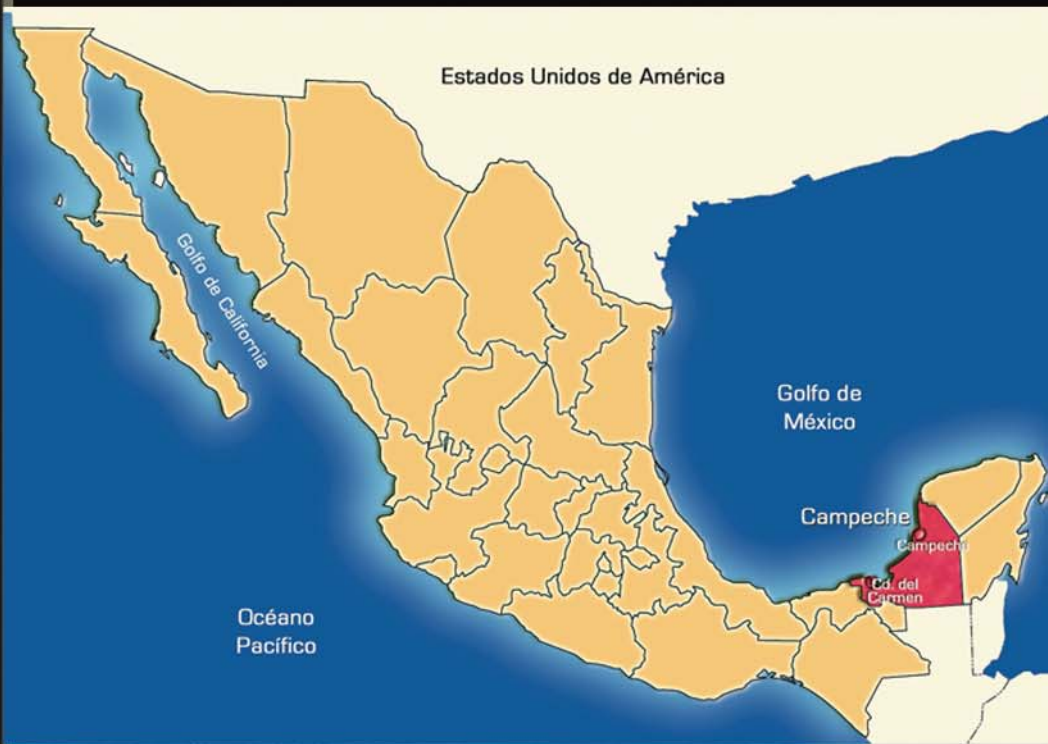 Estados Unidos de América
Golfo de California
Golfo de
México
Campeche
Campeche
Cd. del
Carmen
Océano
Pacífico